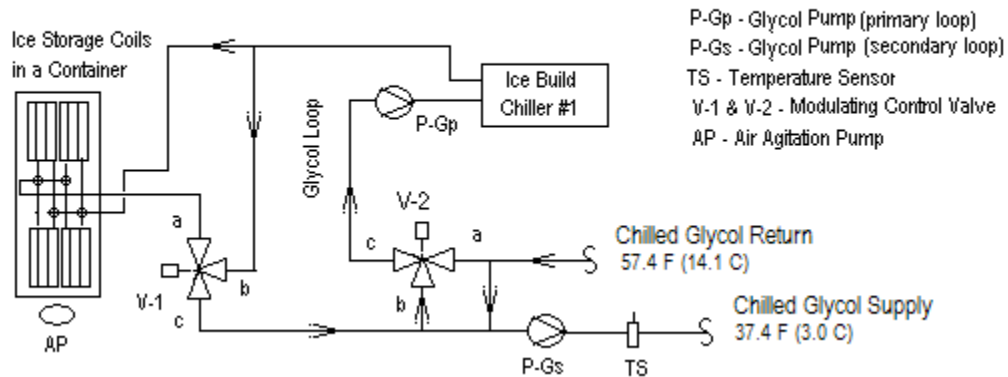 P-Gp - Glycol Pump (primary loop)
P-Gs - Glycol Pump (secondary loop)
TS - Temperature Sensor
V-1 & V-2 - Modulating Control Valve
AP - Air Agitation Pump
Ice Storage Coils
in a Container
Ice Build
Chiller #1
P-Gp
Glycol Loop
V-2
a
c
a
b
V-1
b
c
Chilled Glycol Return
57.4 F (14.1 C)
Chilled Glycol Supply
37.4 F (3.0 C)
AP
P-Gs
TS